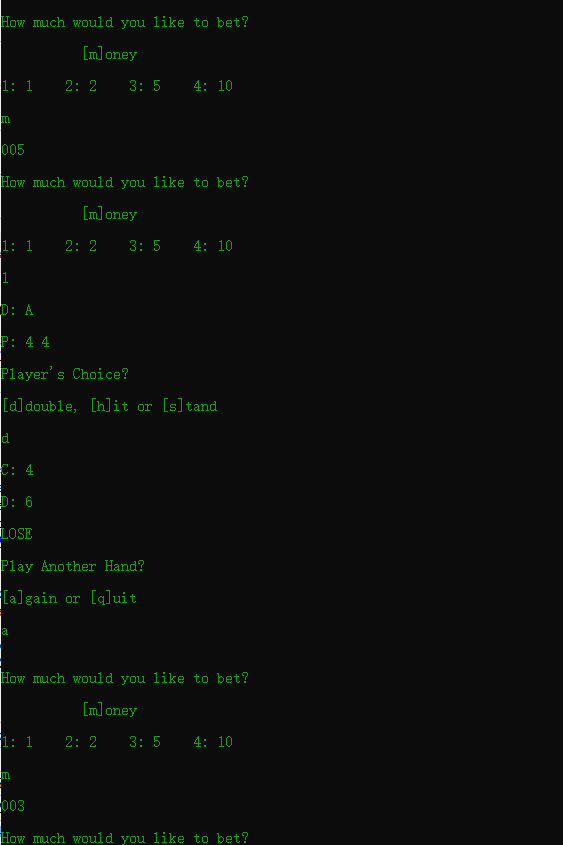 How much would you like to bet?
[m]oney
1: 1    2: 2    3: 5    4: 10
m
005
How much would you like to bet?
[m]oney
1: 1    2: 2    3: 5    4: 10
1
D: A
P: 4 4
Player's Choice?
[d]double, [h]it or [s]tand
d
C: 4
D: 6
LOSE
Play Another Hand?
[a]gain or [q]uit
a
How much would you like to bet?
[m]oney
1: 1    2: 2    3: 5    4: 10
m
003
How much would you like to bet?